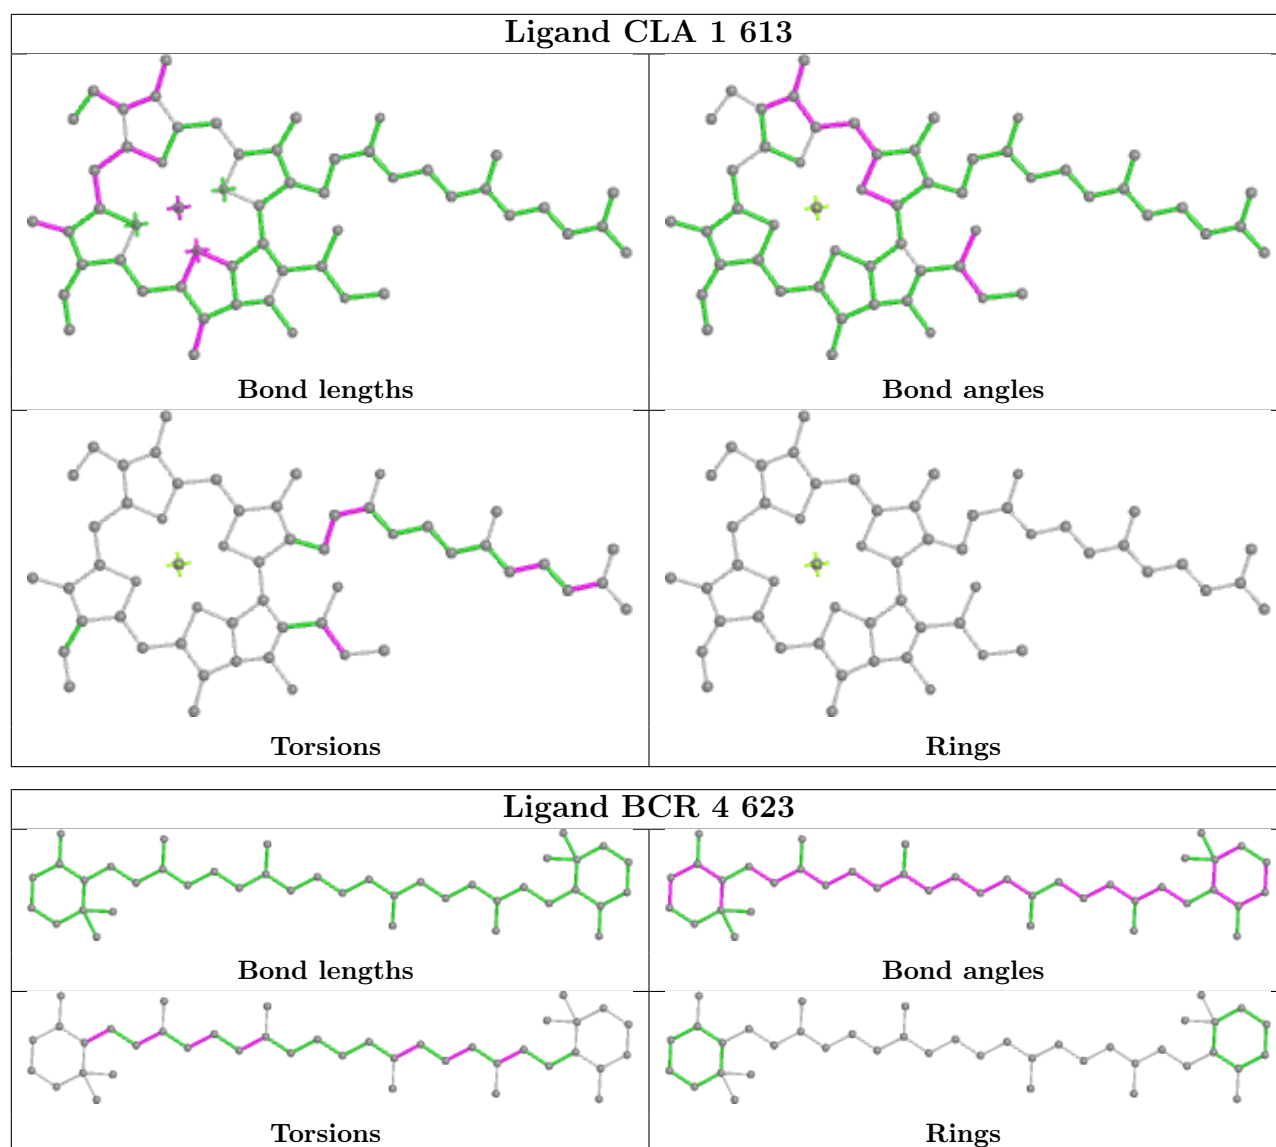 Ligand CLA 1 613
Bond lengths
Bond angles
Torsions
Rings
Ligand BCR 4 623
Bond lengths
Bond angles
Torsions
Rings